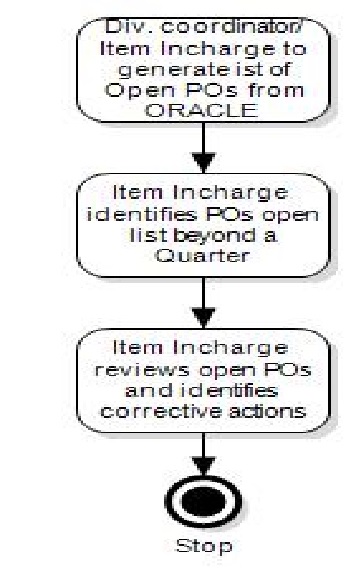 Div. coordinator/
Item Incharge to
generate ist of
Open POs from
ORACLE
Item Incharge
identifies POs open
list beyond a
Quarter
Item Incharge
reviews open POs
and identifies
corrective actions
Stop